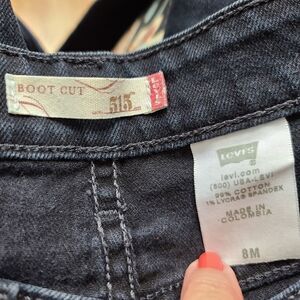 BOOT CUT
515
LEVI'S
levi.com
(800) USA-LEVI
99% COTTON
1% LYCRA® SPANDEX
MADE IN
COLOMBIA
8M